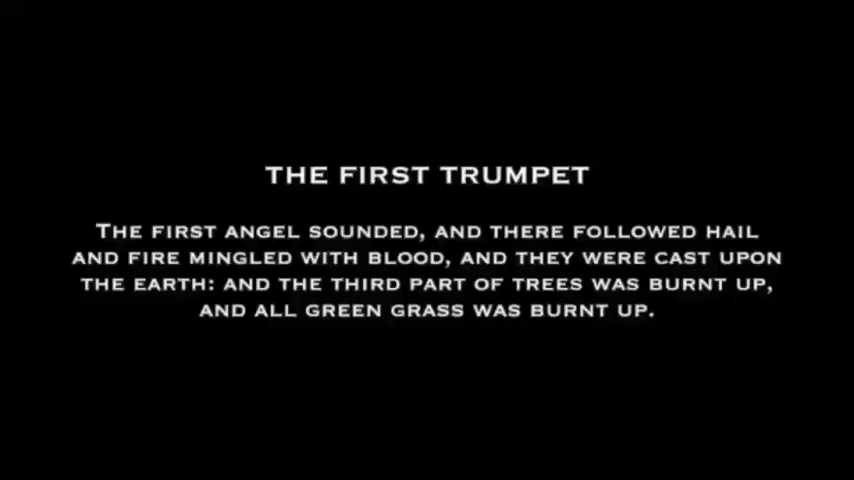 THE FIRST TRUMPET
THE FIRST ANGEL SOUNDED, AND THERE FOLLOWED HAIL
AND FIRE MINGLED WITH BLOOD, AND THEY WERE CAST UPON
THE EARTH: AND THE THIRD PART OF TREES WAS BURNT UP,
AND ALL GREEN GRASS WAS BURNT UP.